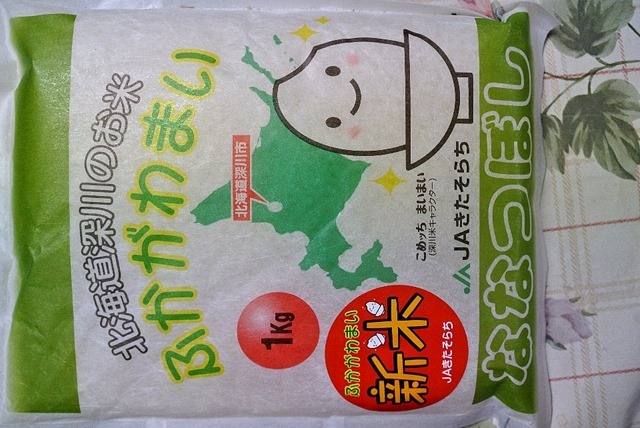 北海道深川のお米
ふかがわまい
北海道深川市
1Kg
こめッち まいまい
(深川米キャラクター)
JAきたそらち
ふかがわまい
新米
JAきたそらち
ななつぼし